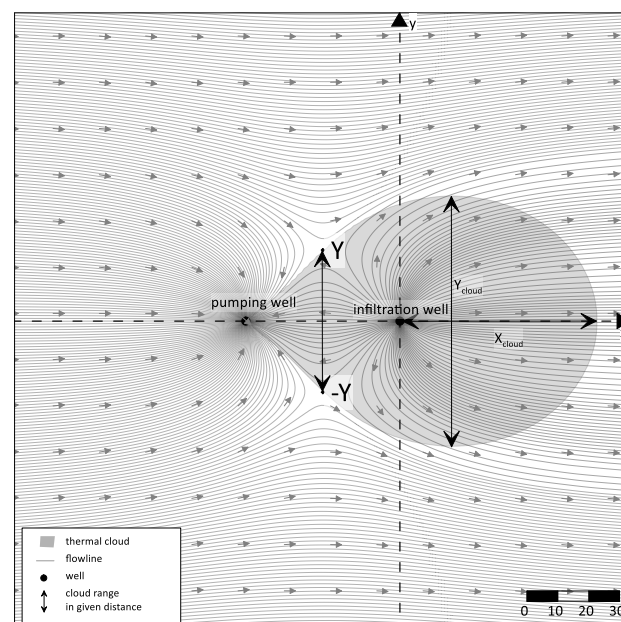 y
Y
pumping well
infiltration well
Ycloud
Xcloud
-Y
thermal cloud
flowline
well
cloud range
in given distance
0 10 20 30